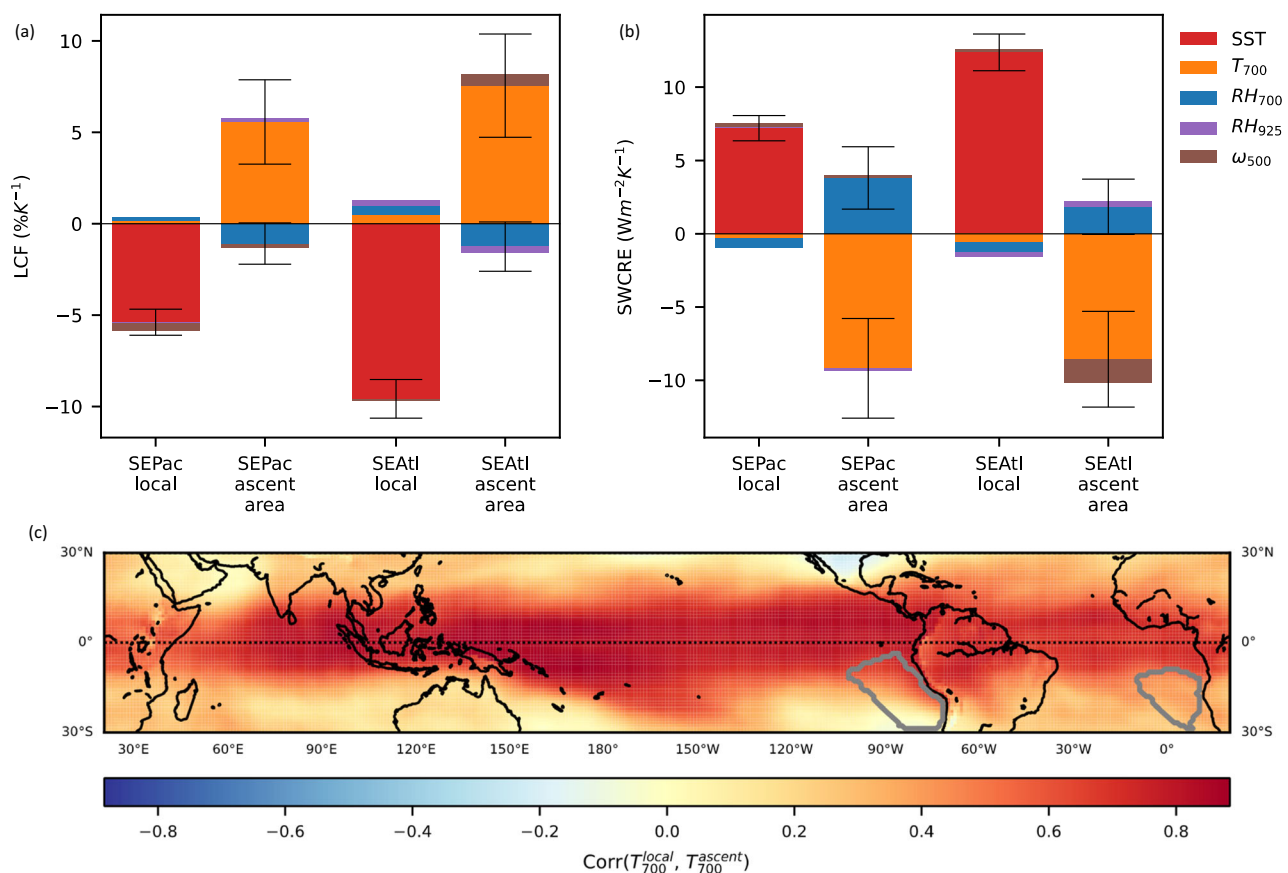 (a)
10
5
0
−5
−10
LCF (%K⁻¹)
SEPac
local
SEPac
ascent
area
SEAtl
local
SEAtl
ascent
area
(b)
10
5
0
−5
−10
SWCRE (Wm⁻²K⁻¹)
SEPac
local
SEPac
ascent
area
SEAtl
local
SEAtl
ascent
area
SST
T₇₀₀
RH₇₀₀
RH₉₂₅
ω₅₀₀
(c)
30°N 30°N
0° 0°
30°S 30°S
30°E 60°E 90°E 120°E 150°E 180° 150°W 120°W 90°W 60°W 30°W 0°
−0.8 −0.6 −0.4 −0.2 0.0 0.2 0.4 0.6 0.8
Corr(T₇₀₀ˡᵒᶜᵃˡ, T₇₀₀ᵃˢᶜᵉⁿᵗ)